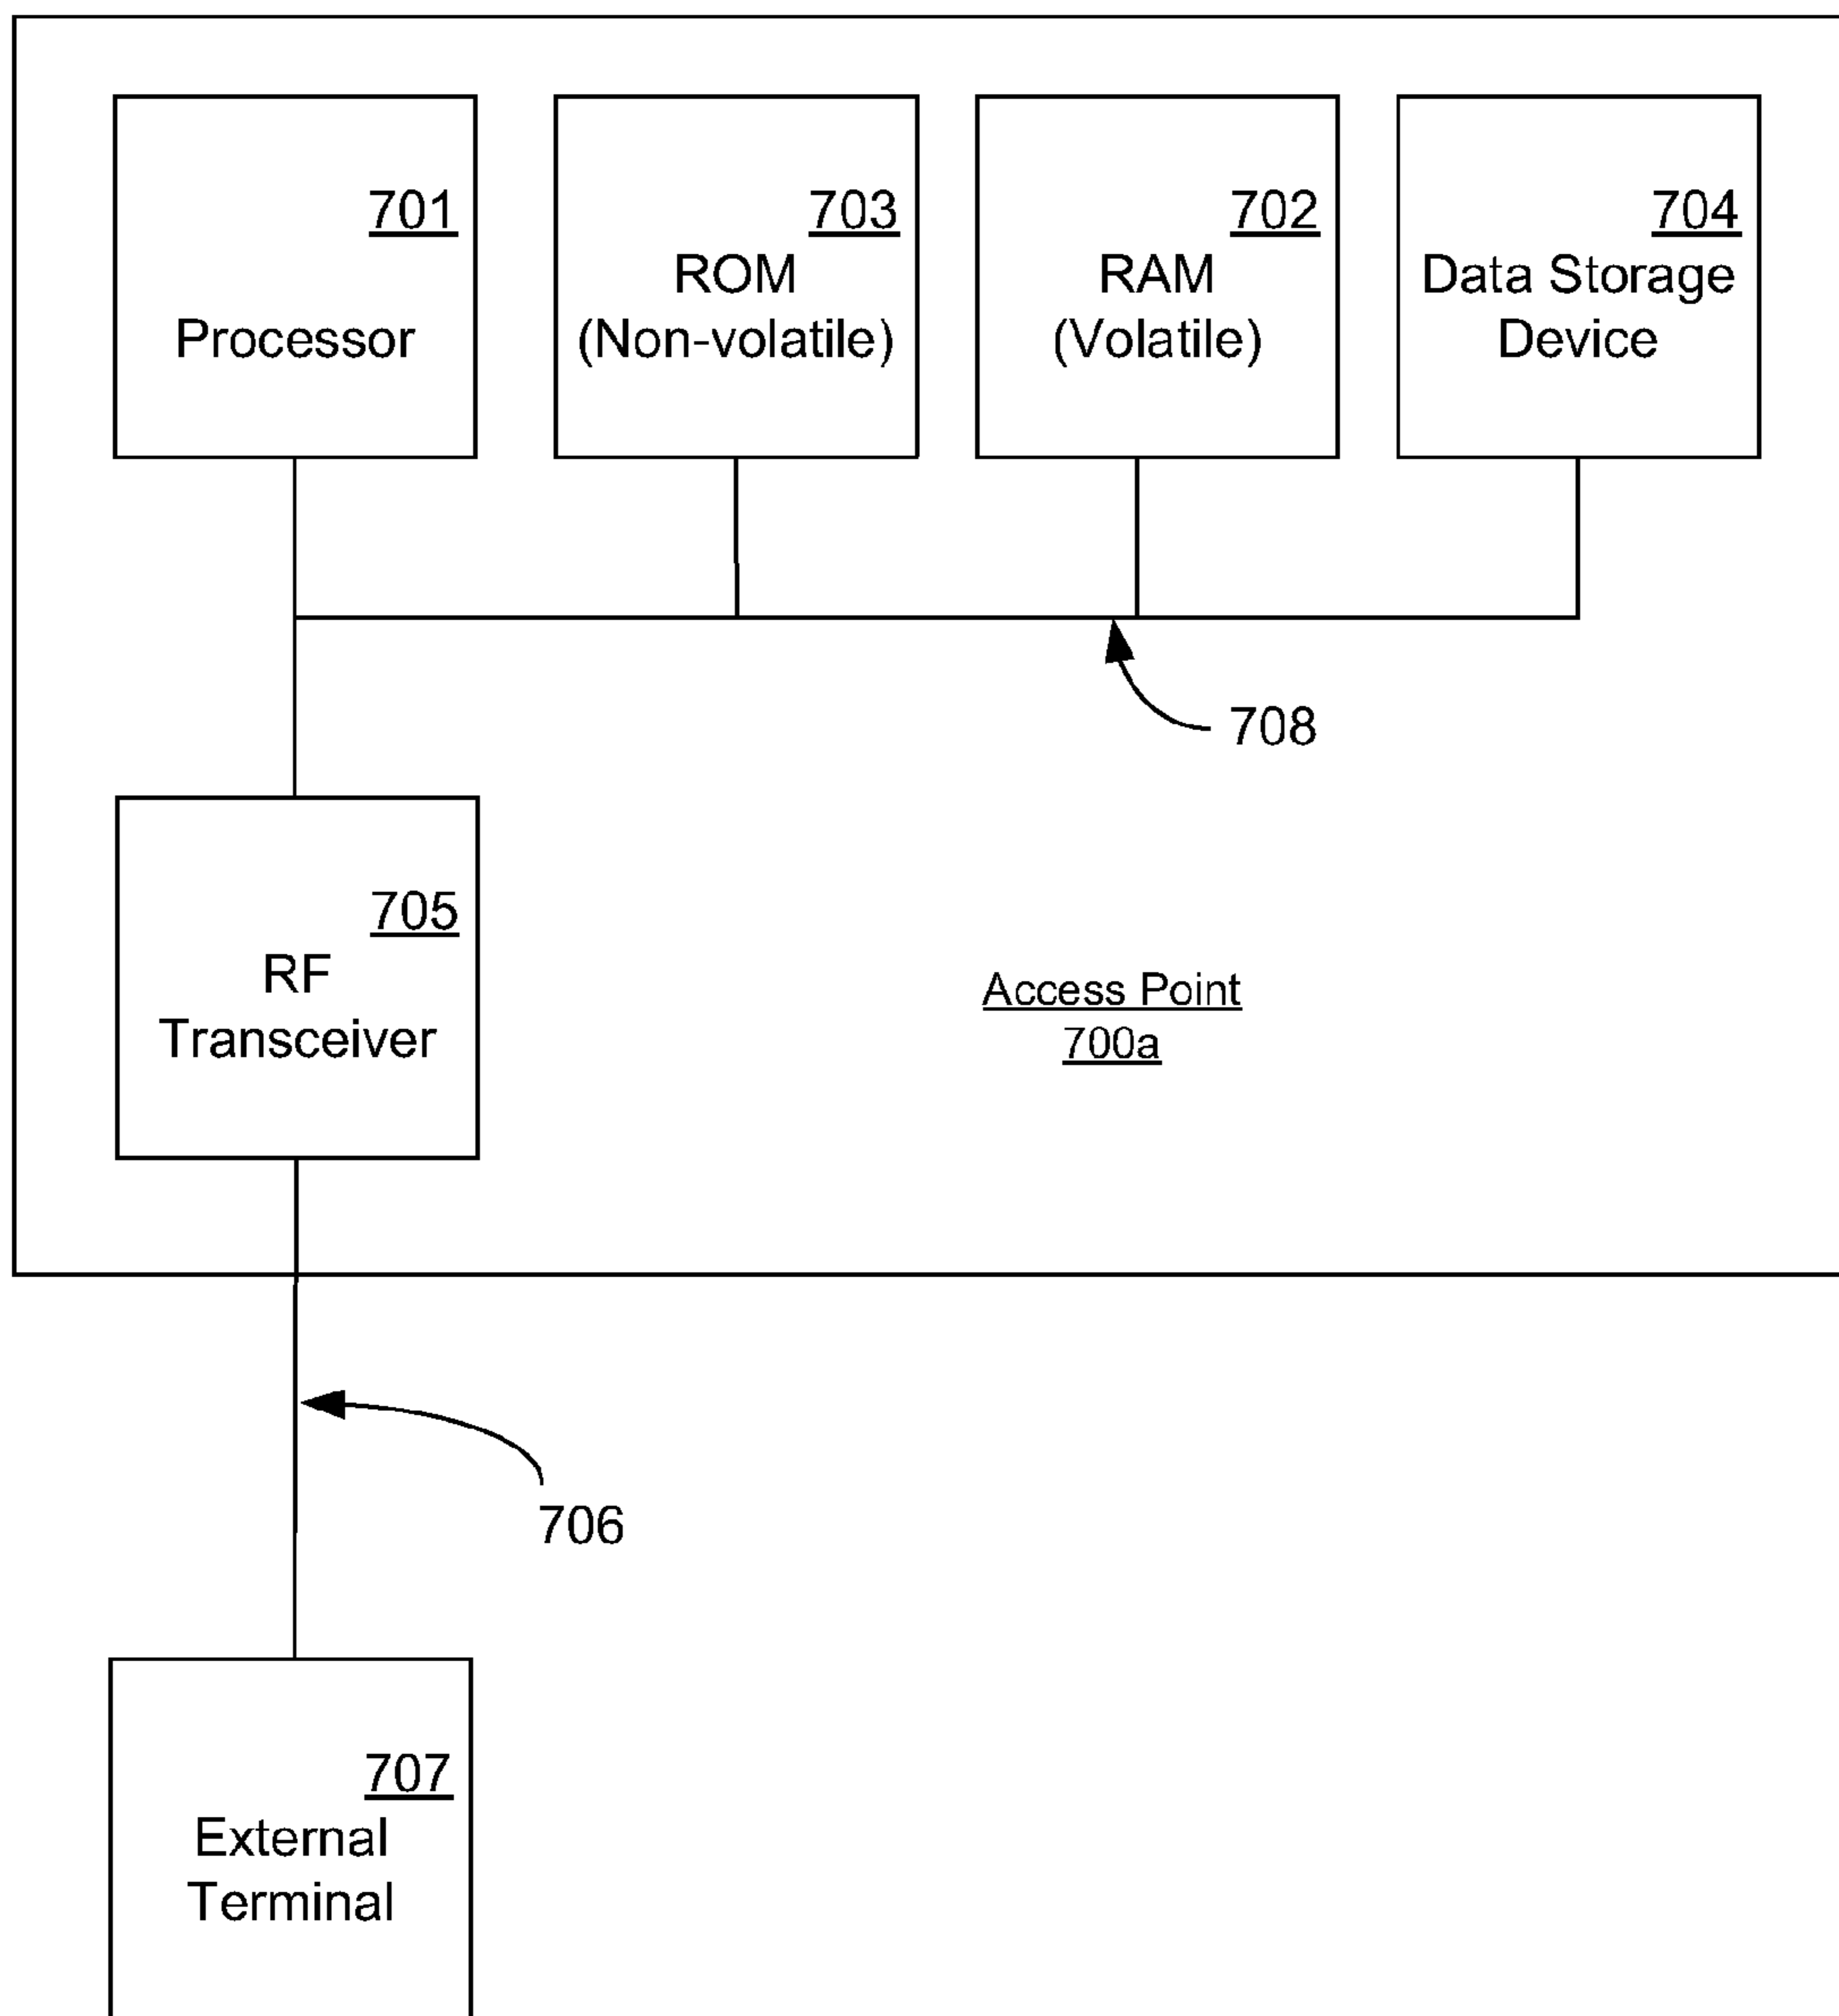 701
Processor
703
ROM
(Non-volatile)
702
RAM
(Volatile)
704
Data Storage
Device
708
705
RF
Transceiver
Access Point
700a
706
707
External
Terminal